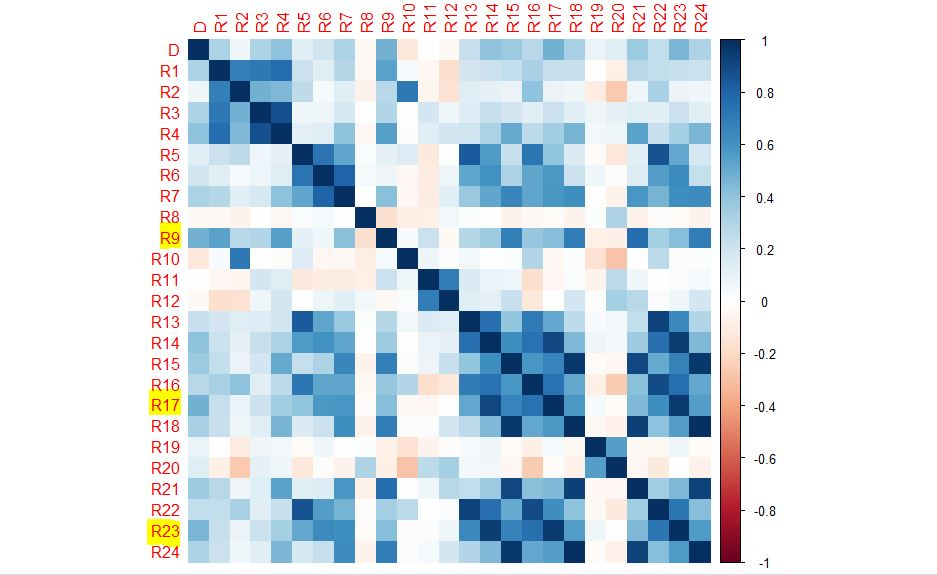 D R1 R2 R3 R4 R5 R6 R7 R8 R9 R10 R11 R12 R13 R14 R15 R16 R17 R18 R19 R20 R21 R22 R23 R24
D
R1
R2
R3
R4
R5
R6
R7
R8
R9
R10
R11
R12
R13
R14
R15
R16
R17
R18
R19
R20
R21
R22
R23
R24
1
0.8
0.6
0.4
0.2
0
-0.2
-0.4
-0.6
-0.8
-1